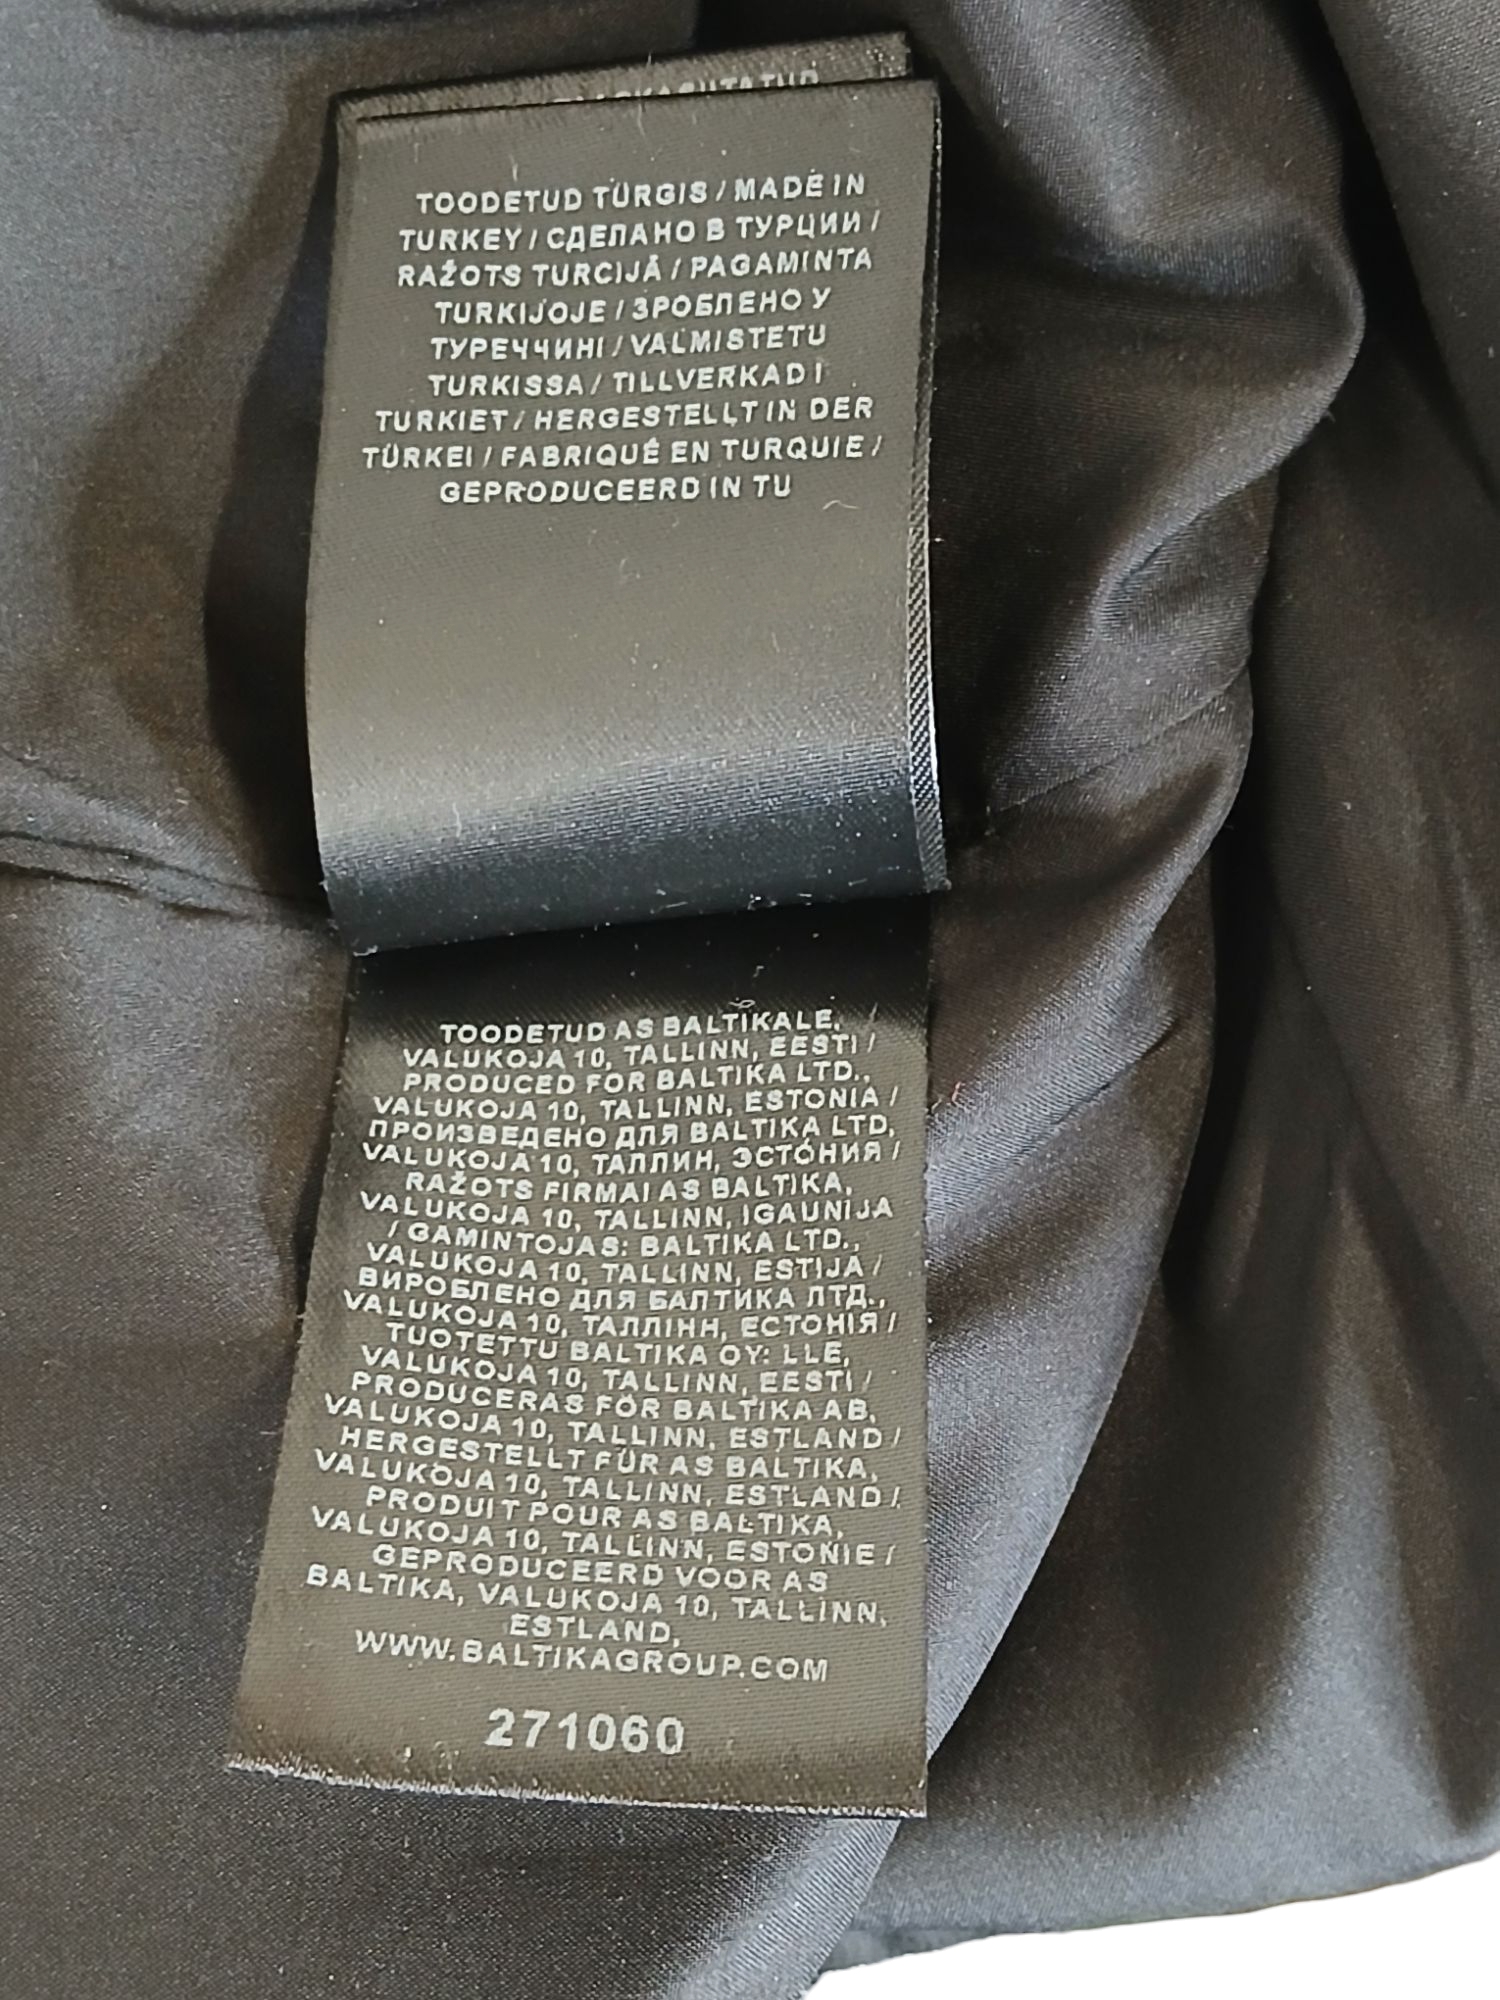 TOODETUD TÜRGIS / MADE IN
TURKEY / СДЕЛАНО В ТУРЦИИ /
RAŽOTS TURCIJĀ / PAGAMINTA
TURKIJOJE / ЗРОБЛЕНО У
ТУРЕЧЧИНІ / VALMISTETU
TURKISSA / TILLVERKAD I
TURKIET / HERGESTELLT IN DER
TÜRKEI / FABRIQUÉ EN TURQUIE /
GEPRODUCEERD IN TU
TOODETUD AS BALTIKALE,
VALUKOJA 10, TALLINN, EESTI /
PRODUCED FOR BALTIKA LTD.,
VALUKOJA 10, TALLINN, ESTONIA /
ПРОИЗВЕДЕНО ДЛЯ BALTIKA LTD,
VALUKOJA 10, ТАЛЛИН, ЭСТОНИЯ /
RAŽOTS FIRMAI AS BALTIKA,
VALUKOJA 10, TALLINN, IGAUNIJA
/ GAMINTOJAS: BALTIKA LTD.,
VALUKOJA 10, TALLINN, ESTIJA /
ВИРОБЛЕНО ДЛЯ БАЛТИКА ЛТД.,
VALUKOJA 10, ТАЛЛІНН, ЕСТОНІЯ /
TUOTETTU BALTIKA OY: LLE,
VALUKOJA 10, TALLINN, EESTI /
PRODUCERAS FÖR BALTIKA AB,
VALUKOJA 10, TALLINN, ESTLAND /
HERGESTELLT FÜR AS BALTIKA,
VALUKOJA 10, TALLINN, ESTLAND /
PRODUIT POUR AS BALTIKA,
VALUKOJA 10, TALLINN, ESTONIE /
GEPRODUCEERD VOOR AS
BALTIKA, VALUKOJA 10, TALLINN,
ESTLAND,
WWW.BALTIKAGROUP.COM
271060